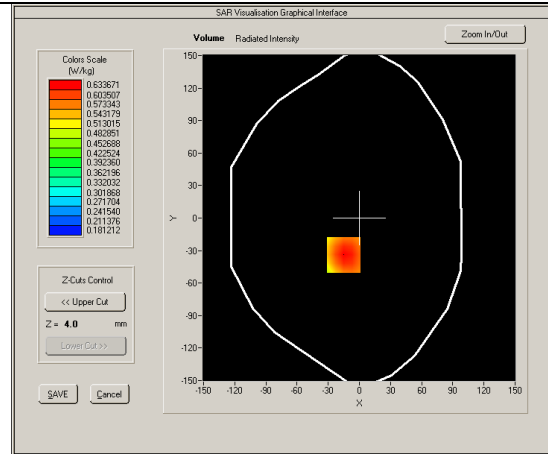 SAR Visualisation Graphical Interface
Volume Radiated Intensity
Zoom In/Out
Colors Scale
(W/kg)
0.633671
0.603507
0.573343
0.543179
0.513015
0.482851
0.452688
0.422524
0.392360
0.362196
0.332032
0.301868
0.271704
0.241540
0.211376
0.181212
Z-Cuts Control
<< Upper Cut
Z = 4.0 mm
Lower Cut >>
SAVE Cancel
150
120
90
60
30
0
-30
-60
-90
-120
-150
Y
-150 -120 -90 -60 -30 0 30 60 90 120 150
X